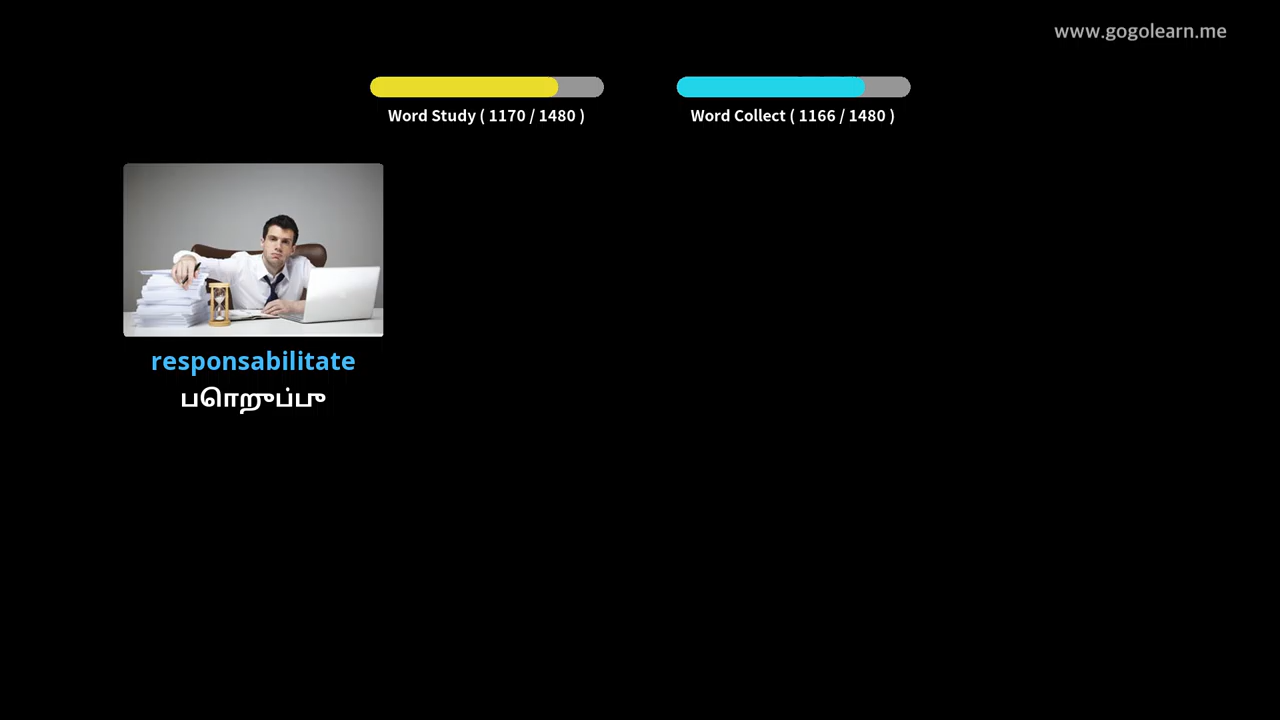 www.gogolearn.me
Word Study ( 1170 / 1480 )
Word Collect ( 1166 / 1480 )
responsabilitate
பொறுப்பு